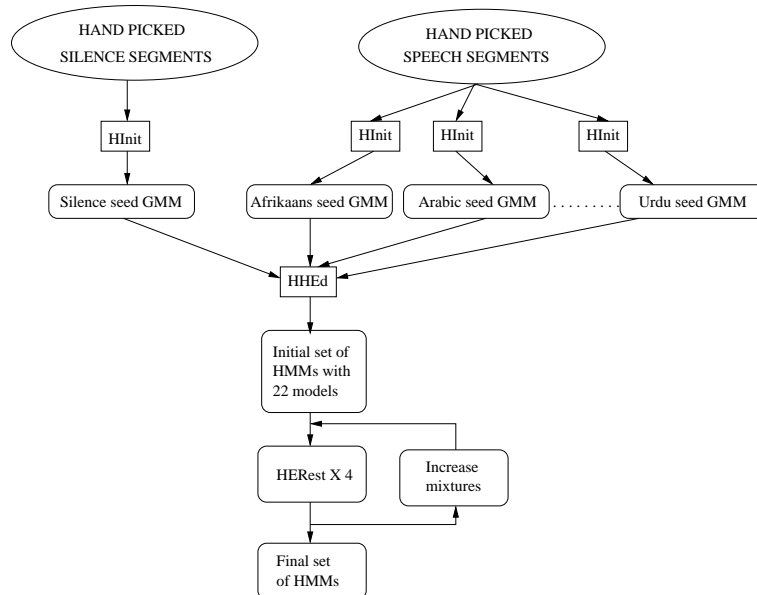 HAND PICKED
SILENCE SEGMENTS
HAND PICKED
SPEECH SEGMENTS
HInit
HInit
HInit
HInit
Silence seed GMM
Afrikaans seed GMM
Arabic seed GMM
. . . . . . . . .
Urdu seed GMM
HHEd
Initial set of
HMMs with
22 models
HERest X 4
Increase
mixtures
Final set
of HMMs